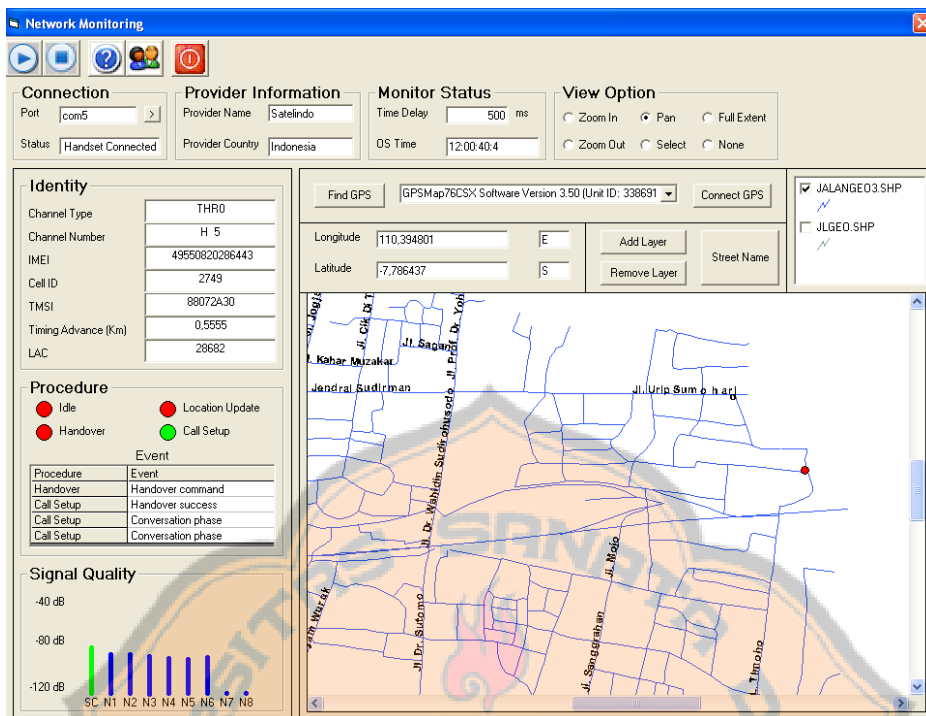 Network Monitoring
Connection
Port
com5
>
Status
Handset Connected
Provider Information
Provider Name
Satelindo
Provider Country
Indonesia
Monitor Status
Time Delay
500 ms
OS Time
12:00:40:4
View Option
Zoom In
Pan
Full Extent
Zoom Out
Select
None
Identity
Channel Type
THR0
Channel Number
H 5
IMEI
49550820286443
Cell ID
2749
TMSI
88072A30
Timing Advance (Km)
0,5555
LAC
28682
Procedure
Idle
Location Update
Handover
Call Setup
Event
Procedure Event
Handover Handover command
Call Setup Handover success
Call Setup Conversation phase
Call Setup Conversation phase
Signal Quality
-40 dB
-80 dB
-120 dB
SC N1 N2 N3 N4 N5 N6 N7 N8
Find GPS
GPSMap76CSX Software Version 3.50 (Unit ID: 338691
Connect GPS
Longitude
110,394801
E
Latitude
-7,786437
S
Add Layer
Remove Layer
Street Name
JALANGEO3.SHP
JLGEO.SHP
Jl. Cik Di T
Jl. Prof. Dr. Yoh
Jl. Sagan
l. Kahar Muzakar
Jendral Sudirman
Jl. Urip Sumohar
Jl. Dr. Wahidin Sudirohusodo
Jl. Mojo
Jl. Dr. Sutomo
Jl. Sanggrahan
L. Timoho
SITAS SANATA D